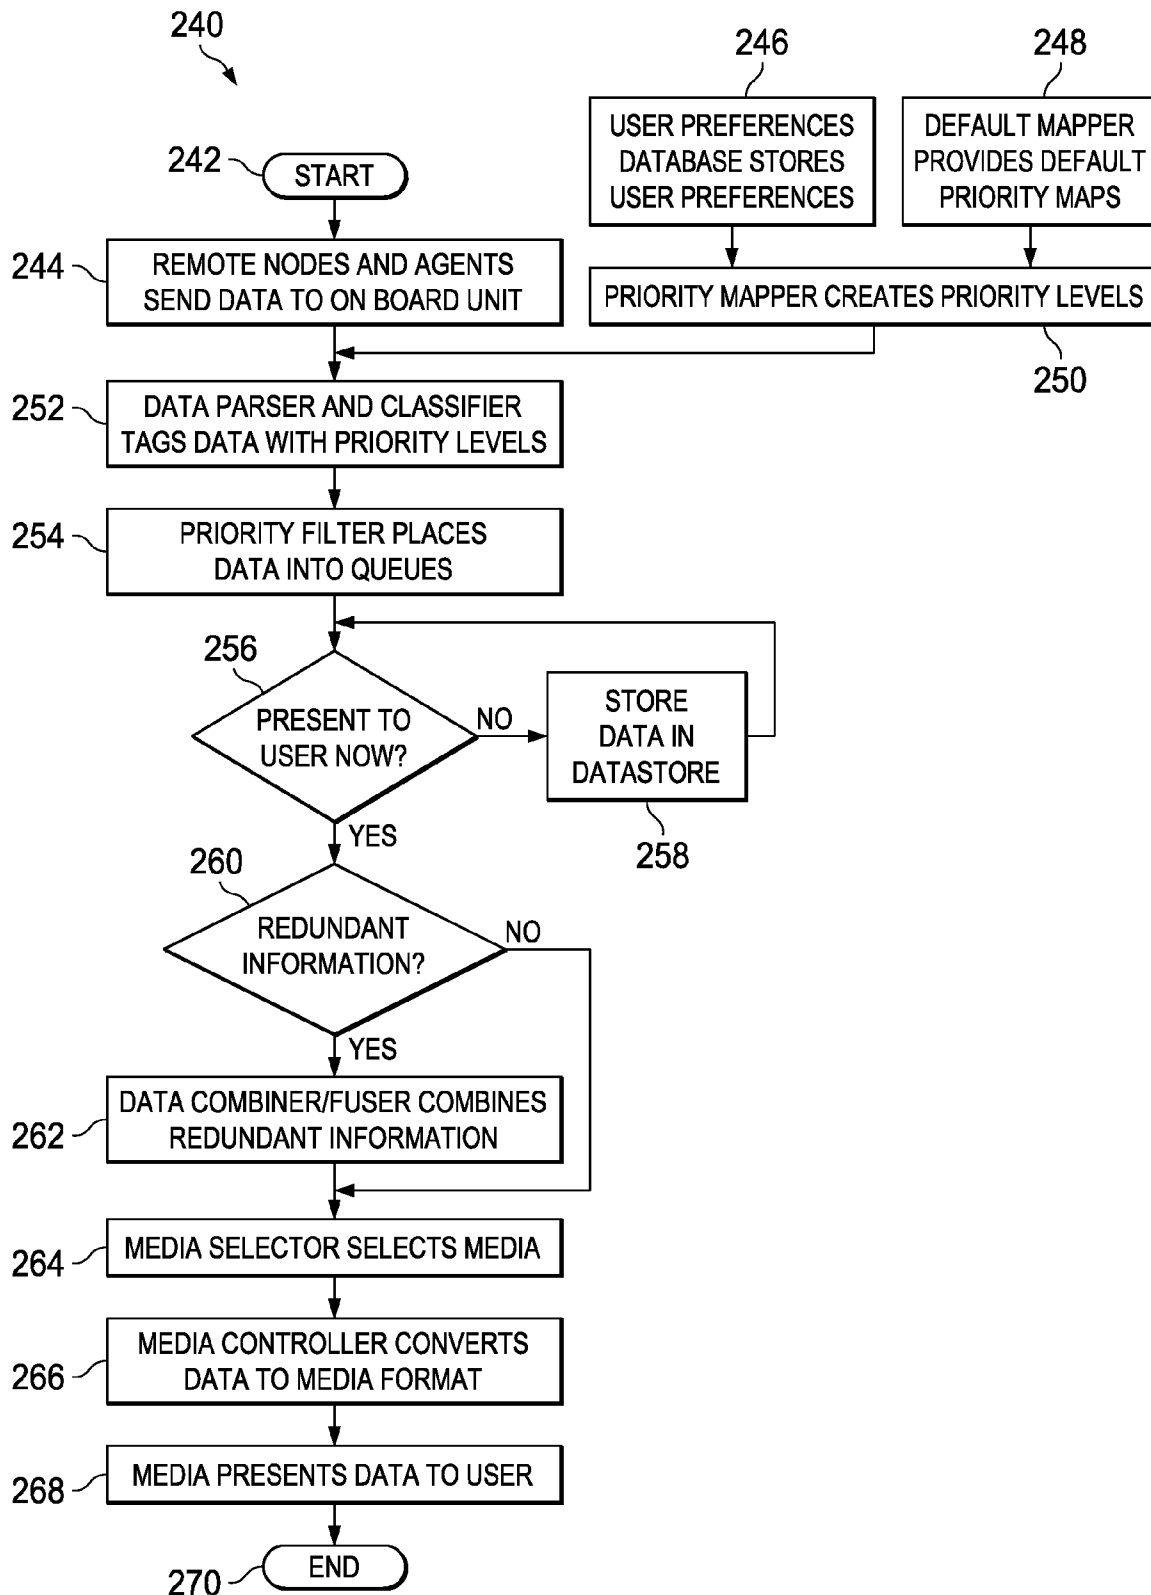 240
246
248
242
START
USER PREFERENCES
DATABASE STORES
USER PREFERENCES
DEFAULT MAPPER
PROVIDES DEFAULT
PRIORITY MAPS
244
REMOTE NODES AND AGENTS
SEND DATA TO ON BOARD UNIT
PRIORITY MAPPER CREATES PRIORITY LEVELS
250
252
DATA PARSER AND CLASSIFIER
TAGS DATA WITH PRIORITY LEVELS
254
PRIORITY FILTER PLACES
DATA INTO QUEUES
256
PRESENT TO
USER NOW?
NO
STORE
DATA IN
DATASTORE
258
YES
260
REDUNDANT
INFORMATION?
NO
YES
262
DATA COMBINER/FUSER COMBINES
REDUNDANT INFORMATION
264
MEDIA SELECTOR SELECTS MEDIA
266
MEDIA CONTROLLER CONVERTS
DATA TO MEDIA FORMAT
268
MEDIA PRESENTS DATA TO USER
270
END